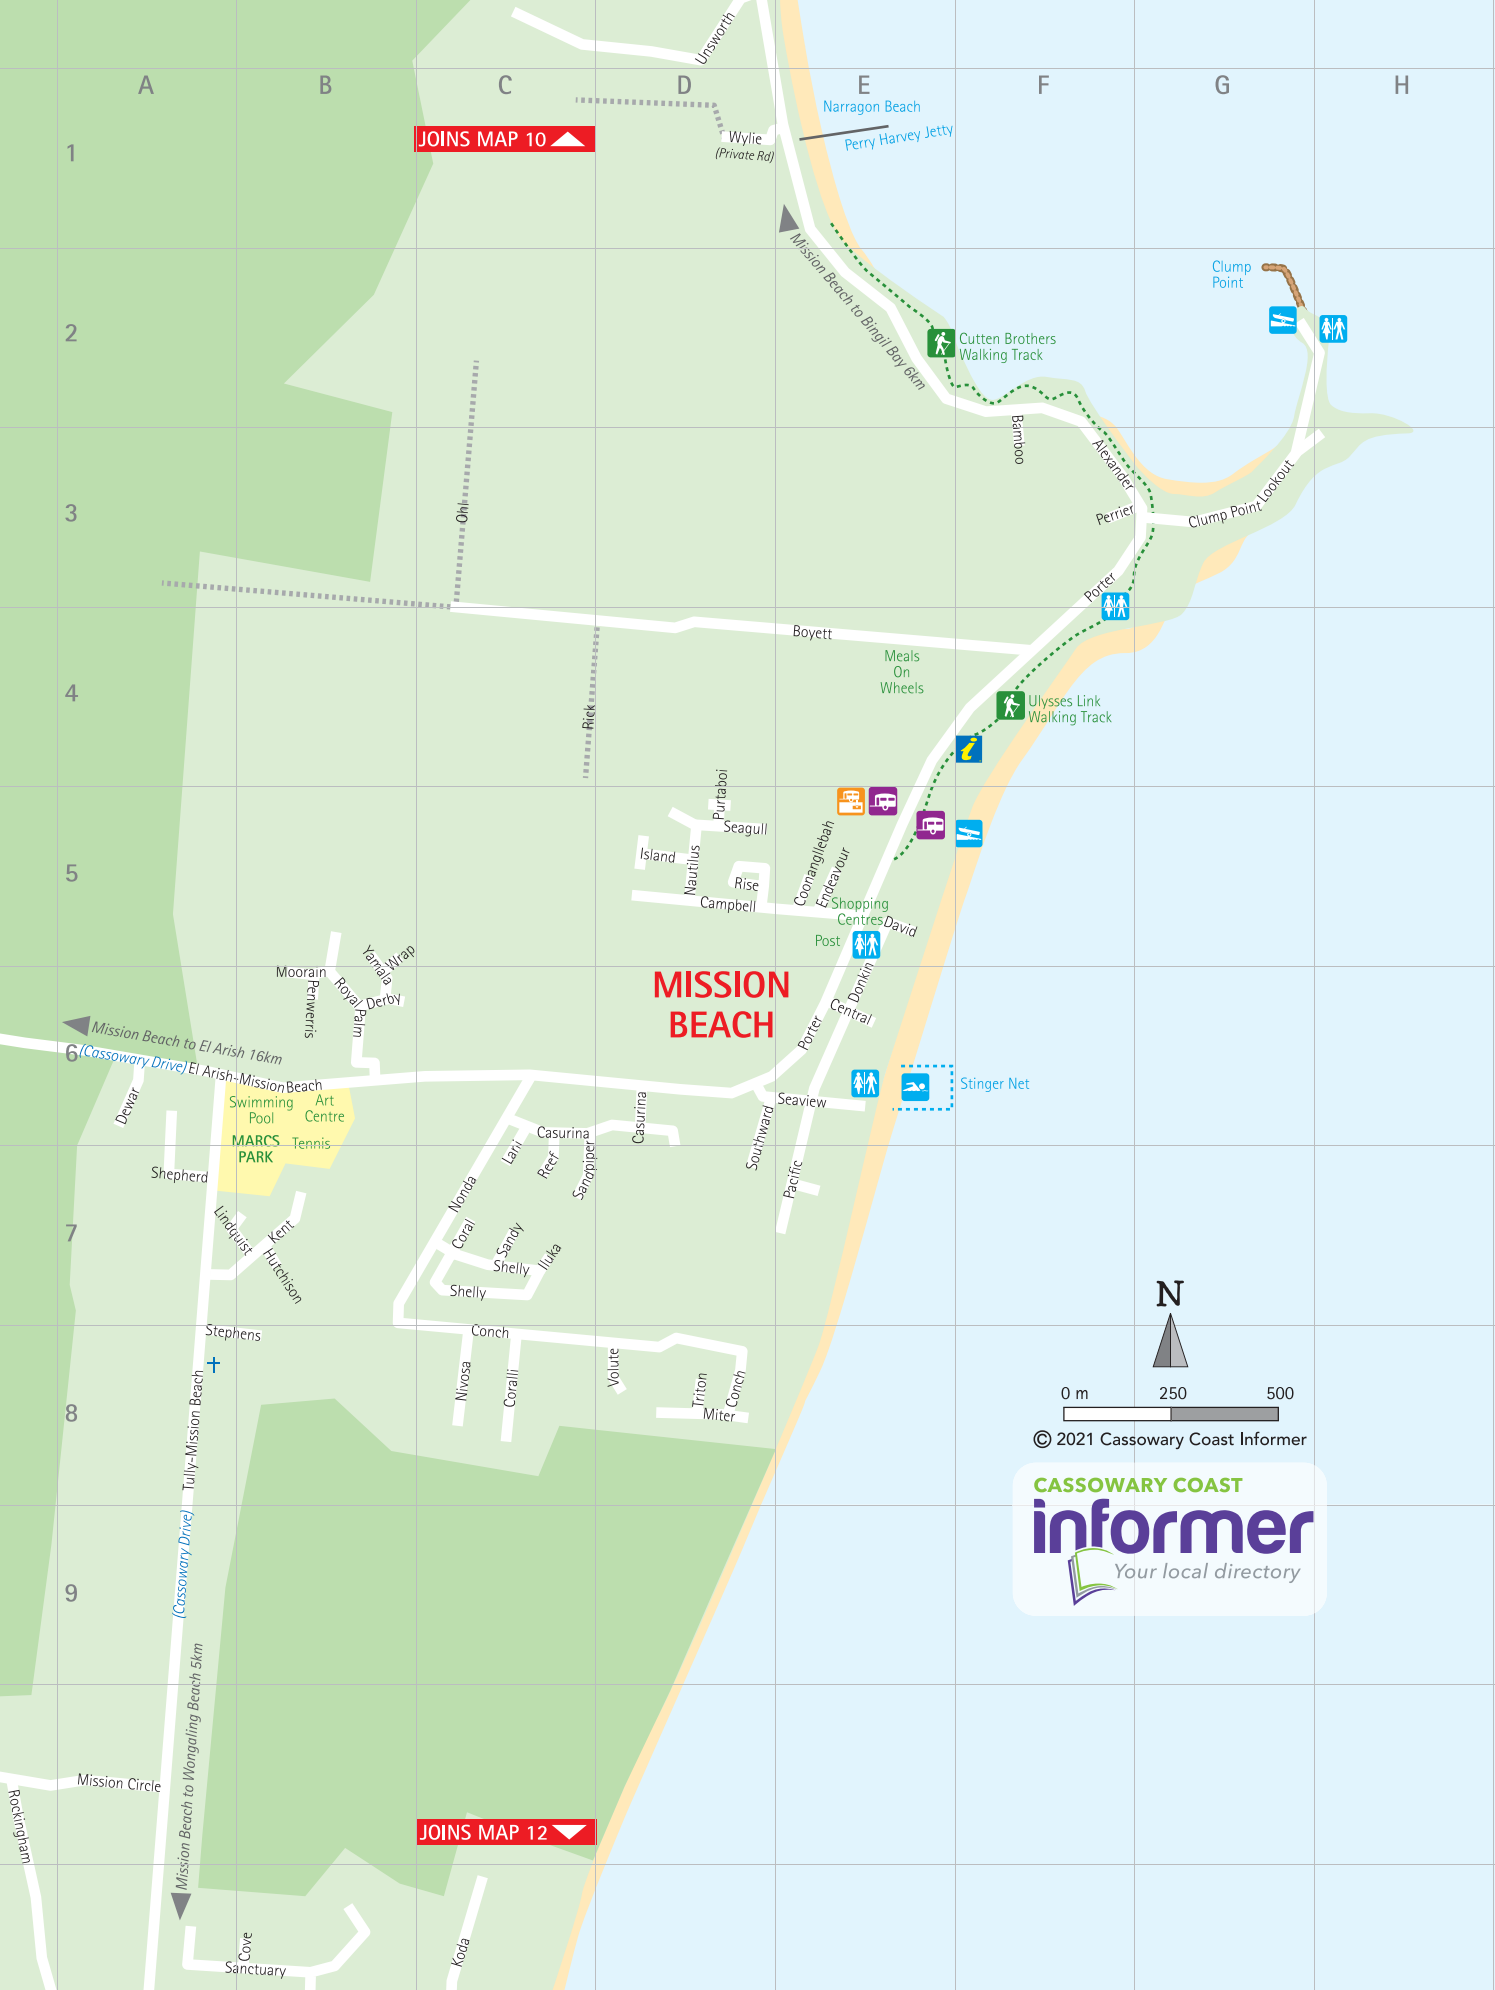 Unsworth
A B C D E F G H
Narragon Beach
Perry Harvey Jetty
JOINS MAP 10
Wylie
(Private Rd)
1
Mission Beach to Bingil Bay 6km
Clump
Point
2
Cutten Brothers
Walking Track
Bamboo
Alexander
Lookout
Ohl
3
Perrier
Clump Point
Porter
Boyett
Meals
On
Wheels
4
Rick
Ulysses Link
Walking Track
i
Purtaboi
Seagull
Coonangllebah
Endeavour
Island
Nautilus
5
Rise
Campbell
Shopping
Centres
David
Post
Yamala
Wrap
Moorain
MISSION
BEACH
Penwerris
Royal Palm
Derby
Donkin
Central
Porter
Mission Beach to El Arish 16km
6
(Cassowary Drive)
El Arish-Mission Beach
Stinger Net
Dewar
Swimming
Pool
Art
Centre
Seaview
Casurina
Southward
Casurina
MARCS
PARK
Tennis
Lani
Reef
Sandpiper
Shepherd
Pacific
Nonda
7
Lindquist
Kent
Coral
Sandy
Iluka
Hutchison
Shelly
Shelly
N
Stephens
Conch
Volute
Nivosa
Coralli
Triton
Conch
Miter
8
Tully-Mission Beach
0 m 250 500
© 2021 Cassowary Coast Informer
CASSOWARY COAST
informer
Your local directory
(Cassowary Drive)
9
Mission Beach to Wongaling Beach 5km
Mission Circle
Rockingham
JOINS MAP 12
Cove
Sanctuary
Koda